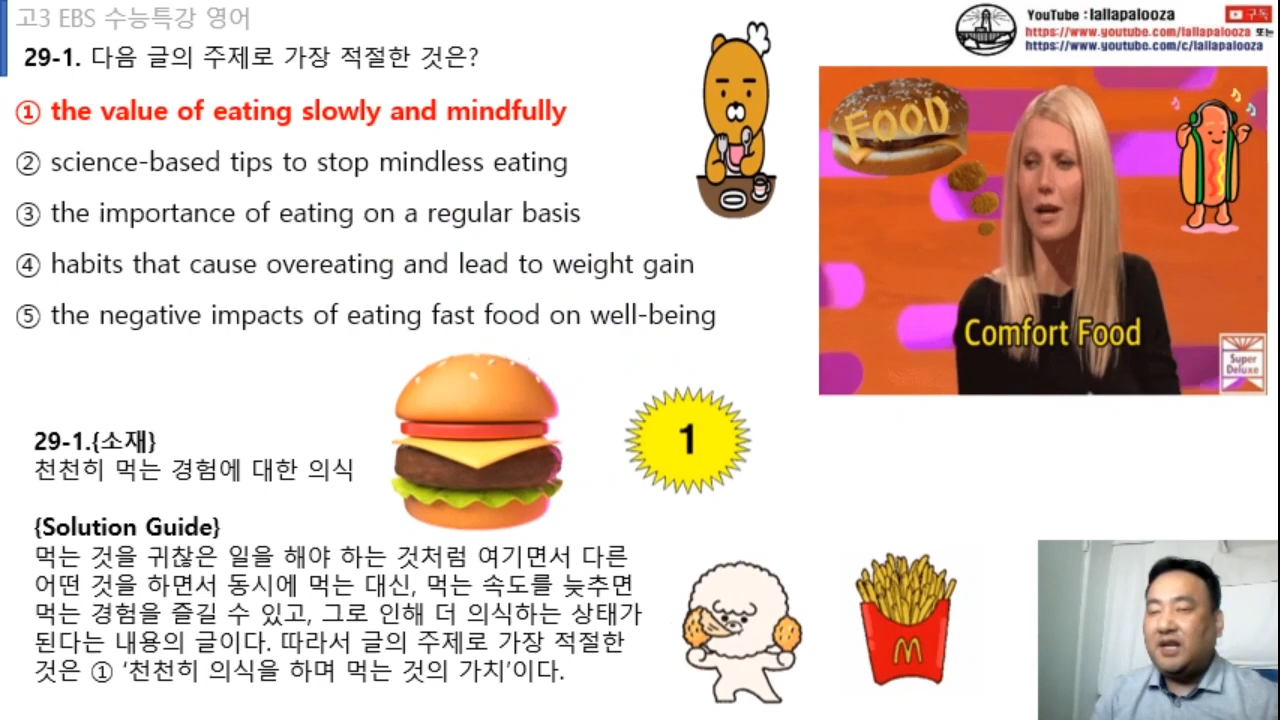 고3 EBS 수능특강 영어
29-1. 다음 글의 주제로 가장 적절한 것은?
① the value of eating slowly and mindfully
② science-based tips to stop mindless eating
③ the importance of eating on a regular basis
④ habits that cause overeating and lead to weight gain
⑤ the negative impacts of eating fast food on well-being
YouTube : lallapalooza
구독
https://www.youtube.com/lallapalooza 또는
https://www.youtube.com/c/lallapalooza
FOOD
Comfort Food
Super
Deluxe
1
29-1.{소재}
천천히 먹는 경험에 대한 의식
{Solution Guide}
먹는 것을 귀찮은 일을 해야 하는 것처럼 여기면서 다른
어떤 것을 하면서 동시에 먹는 대신, 먹는 속도를 늦추면
먹는 경험을 즐길 수 있고, 그로 인해 더 의식하는 상태가
된다는 내용의 글이다. 따라서 글의 주제로 가장 적절한
것은 ① ‘천천히 의식을 하며 먹는 것의 가치’이다.